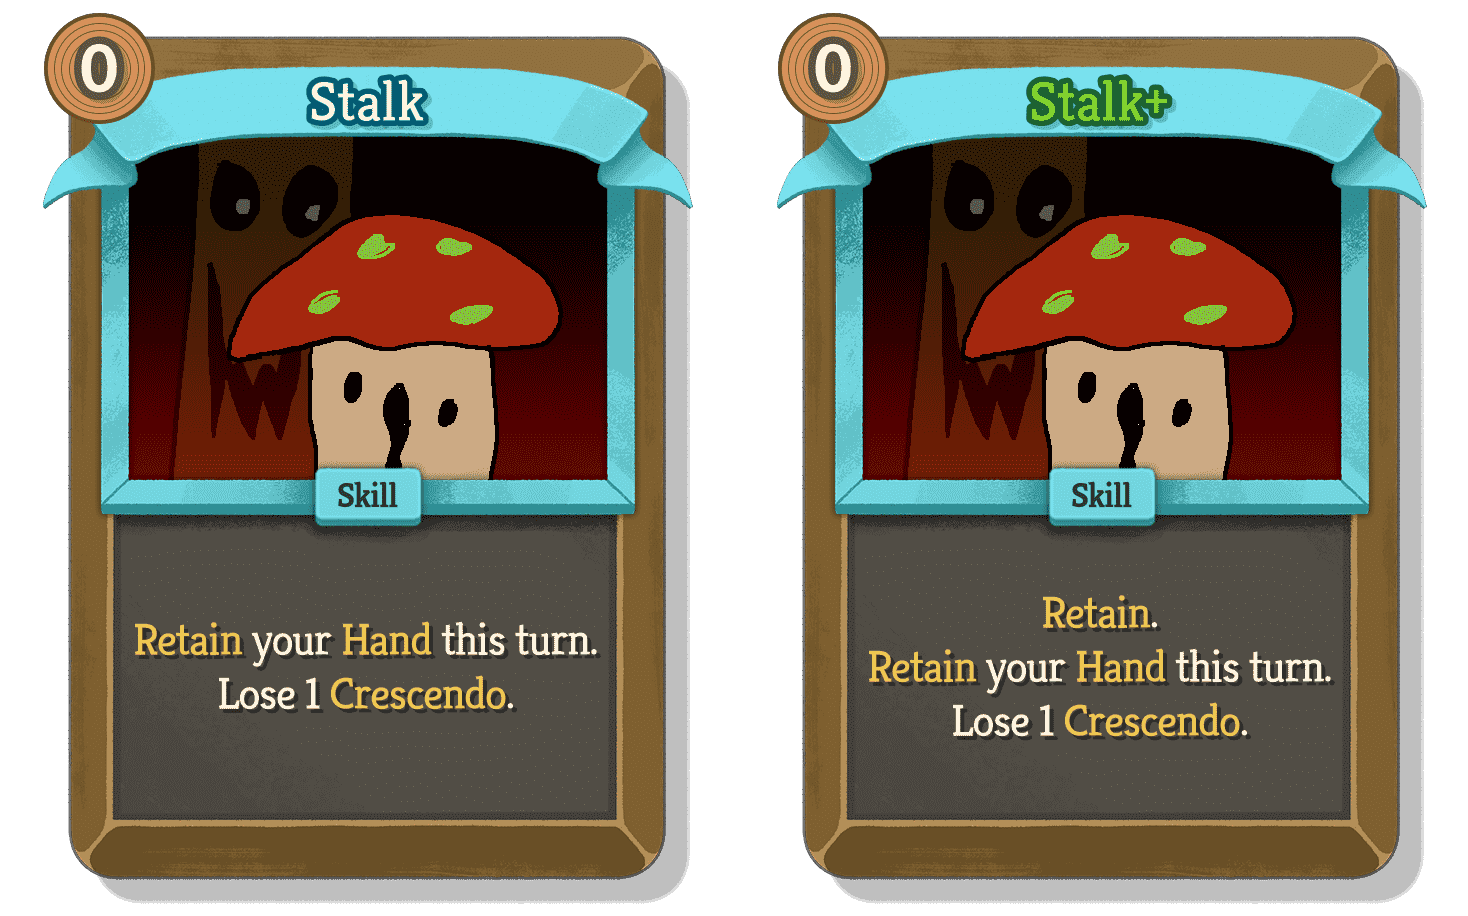 0
Stalk
Skill
Retain your Hand this turn.
Lose 1 Crescendo.
0
Stalk+
Skill
Retain.
Retain your Hand this turn.
Lose 1 Crescendo.